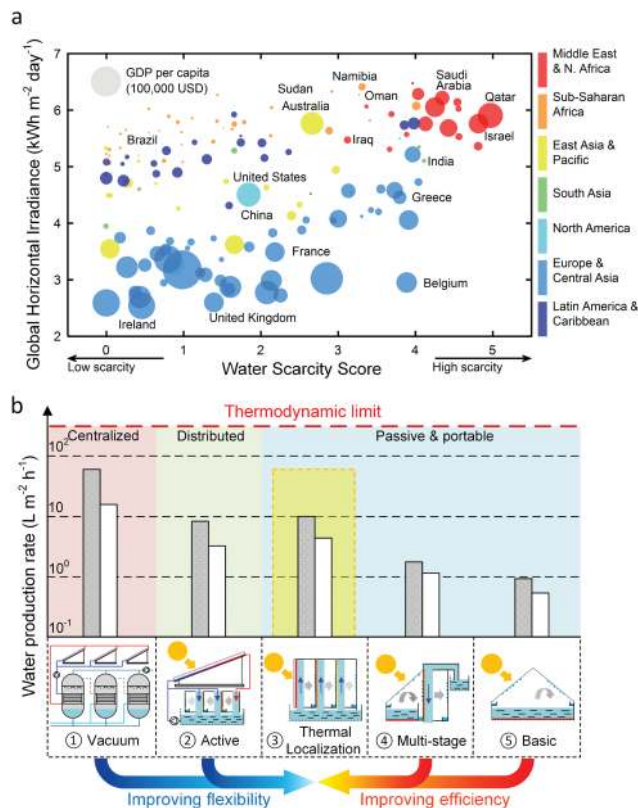 a
Global Horizontal Irradiance (kWh m⁻² day⁻¹)
7
6
5
4
3
2
GDP per capita
(100,000 USD)
Namibia
Saudi
Arabia
Sudan
Oman
Australia
Qatar
Brazil
Iraq
Israel
India
United States
Greece
China
France
Belgium
Ireland
United Kingdom
0
1
2
3
4
5
Low scarcity
Water Scarcity Score
High scarcity
Middle East
& N. Africa
Sub-Saharan
Africa
East Asia &
Pacific
South Asia
North America
Europe &
Central Asia
Latin America &
Caribbean
b
Thermodynamic limit
Water production rate (L m⁻² h⁻¹)
Centralized
Distributed
Passive & portable
10²
10
10⁰
10⁻¹
① Vacuum
② Active
③ Thermal
Localization
④ Multi-stage
⑤ Basic
Improving flexibility
Improving efficiency